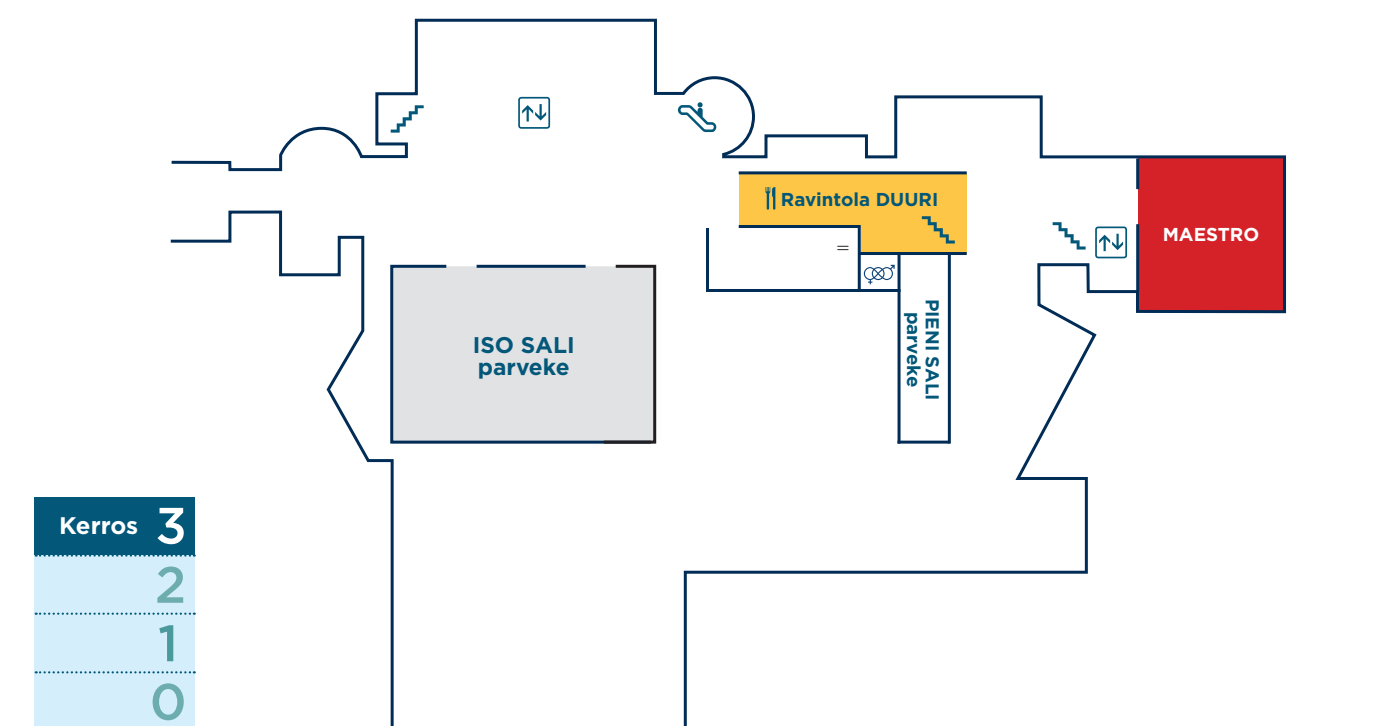 Ravintola DUURI
MAESTRO
ISO SALI
parveke
PIENI SALI
parveke
Kerros 3
2
1
0